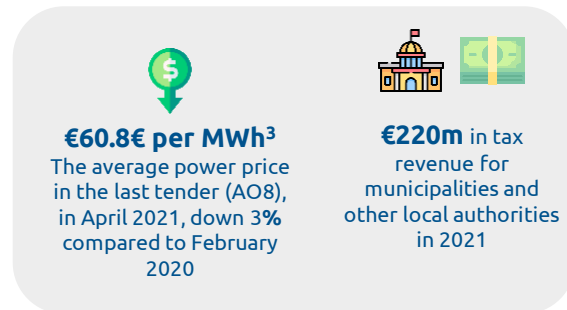 €60.8€ per MWh³
The average power price
in the last tender (AO8),
in April 2021, down 3%
compared to February
2020
€220m in tax
revenue for
municipalities and
other local authorities
in 2021